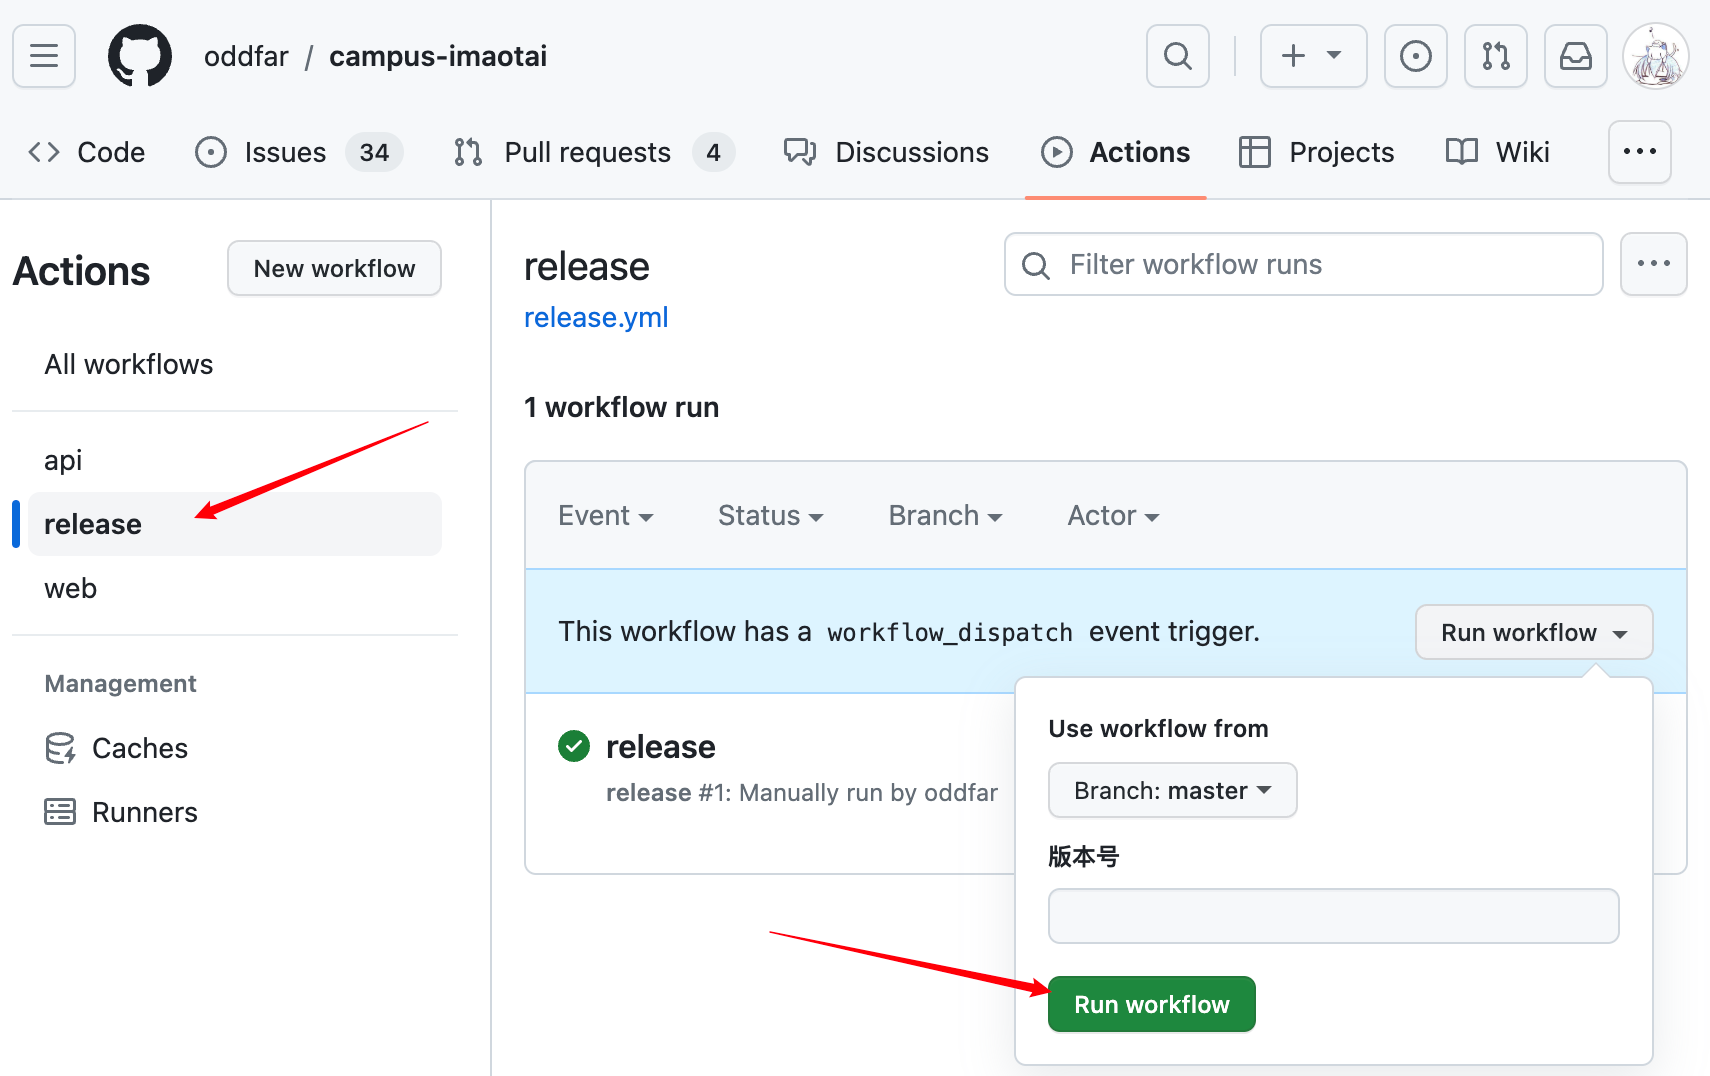 oddfar / campus-imaotai
Code Issues 34 Pull requests 4 Discussions Actions Projects Wiki
Actions New workflow
All workflows
api
release
web
Management
Caches
Runners
release
Filter workflow runs
release.yml
1 workflow run
Event Status Branch Actor
This workflow has a workflow_dispatch event trigger. Run workflow
release
release #1: Manually run by oddfar
Use workflow from
Branch: master
版本号
Run workflow